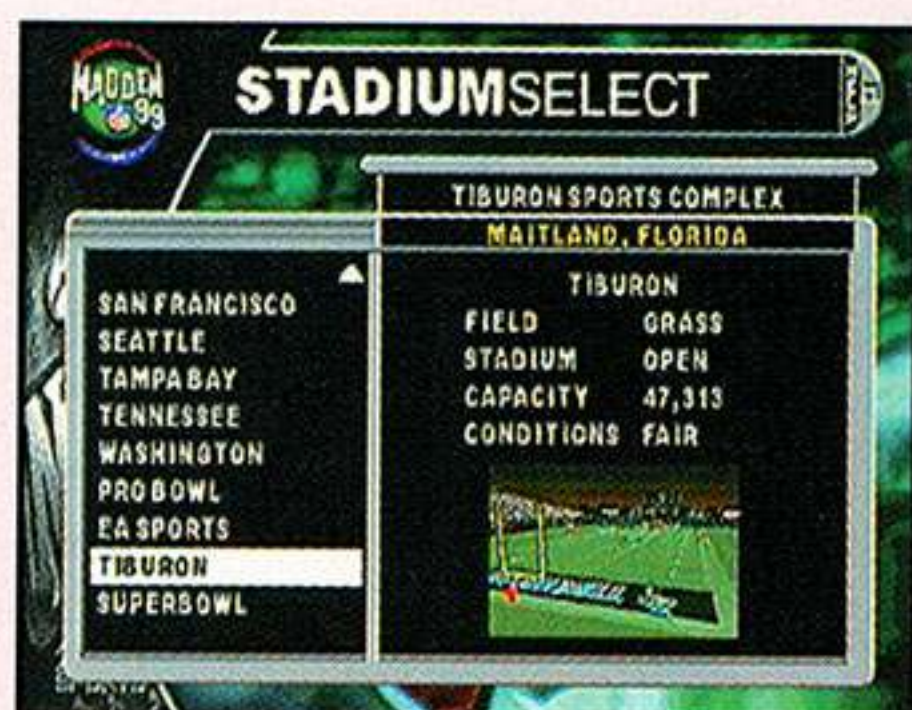 MADDEN
99
STADIUMSELECT
TIBURON SPORTS COMPLEX
MAITLAND, FLORIDA
SAN FRANCISCO
SEATTLE
TAMPA BAY
TENNESSEE
WASHINGTON
PRO BOWL
EA SPORTS
TIBURON
SUPERBOWL
TIBURON
FIELD GRASS
STADIUM OPEN
CAPACITY 47,313
CONDITIONS FAIR